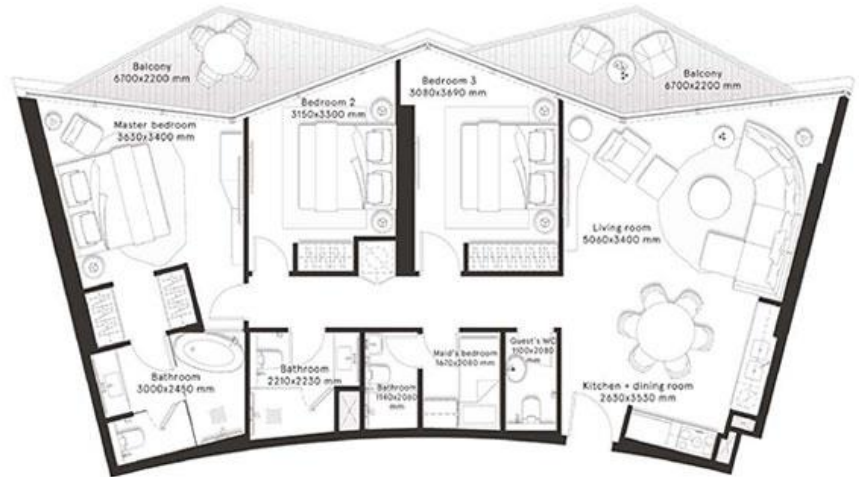 Balcony
6700x2200 mm
Balcony
6700x2200 mm
Bedroom 3
3080x3690 mm
Bedroom 2
3150x3300 mm
Master bedroom
3630x3400 mm
Living room
5060x3400 mm
Bathroom
3000x2450 mm
Bathroom
2210x2230 mm
Bathroom
1140x2080
mm
Maid's bedroom
1670x2080 mm
Guest's WC
1100x2080
mm
Kitchen + dining room
2630x3530 mm